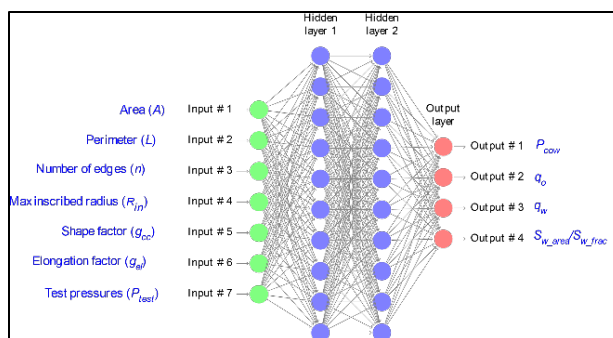 Hidden layer 1
Hidden layer 2
Area (A) Input # 1
Perimeter (L) Input # 2
Number of edges (n) Input # 3
Max inscribed radius (R_in) Input # 4
Shape factor (g_cc) Input # 5
Elongation factor (g_el) Input # 6
Test pressures (P_test) Input # 7
Output layer
Output # 1 P_cow
Output # 2 q_o
Output # 3 q_w
Output # 4 S_w_area/S_w_frac